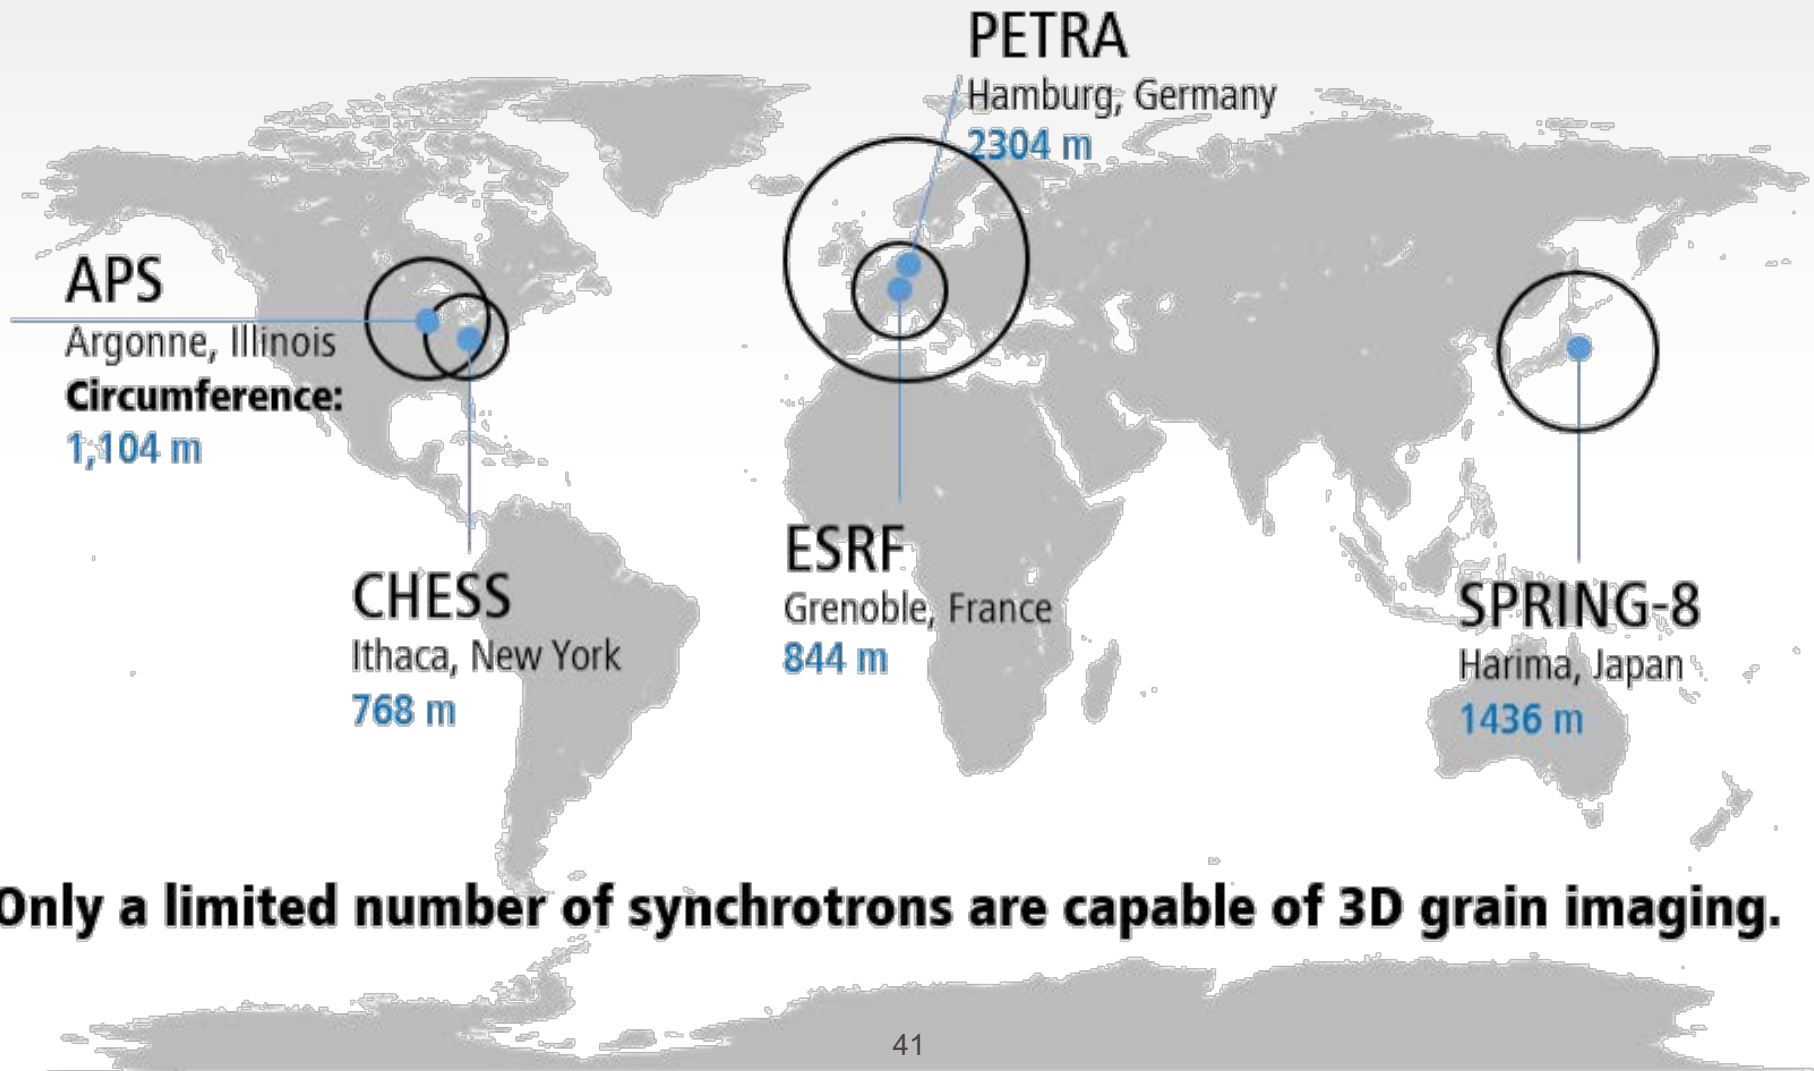 PETRA
Hamburg, Germany
2304 m
APS
Argonne, Illinois
Circumference:
1,104 m
CHESS
Ithaca, New York
768 m
ESRF
Grenoble, France
844 m
SPRING-8
Harima, Japan
1436 m
Only a limited number of synchrotrons are capable of 3D grain imaging.
41